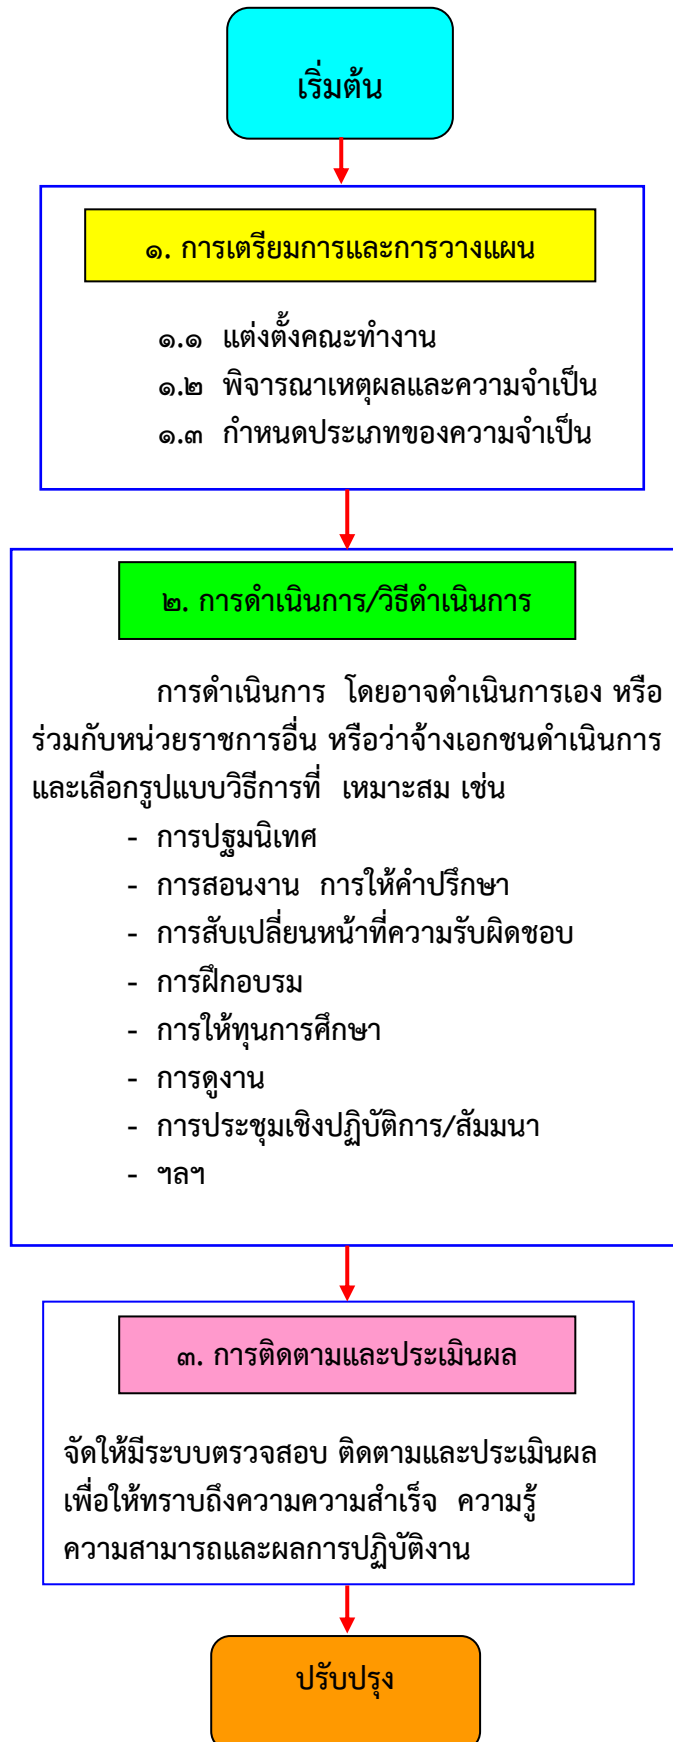 เริ่มต้น
๑. การเตรียมการและการวางแผน
๑.๑ แต่งตั้งคณะทำงาน
๑.๒ พิจารณาเหตุผลและความจำเป็น
๑.๓ กำหนดประเภทของความจำเป็น
๒. การดำเนินการ/วิธีดำเนินการ
การดำเนินการ โดยอาจดำเนินการเอง หรือ
ร่วมกับหน่วยราชการอื่น หรือว่าจ้างเอกชนดำเนินการ
และเลือกรูปแบบวิธีการที่ เหมาะสม เช่น
- การปฐมนิเทศ
- การสอนงาน การให้คำปรึกษา
- การสับเปลี่ยนหน้าที่ความรับผิดชอบ
- การฝึกอบรม
- การให้ทุนการศึกษา
- การดูงาน
- การประชุมเชิงปฏิบัติการ/สัมมนา
- ฯลฯ
๓. การติดตามและประเมินผล
จัดให้มีระบบตรวจสอบ ติดตามและประเมินผล
เพื่อให้ทราบถึงความความสำเร็จ ความรู้
ความสามารถและผลการปฏิบัติงาน
ปรับปรุง